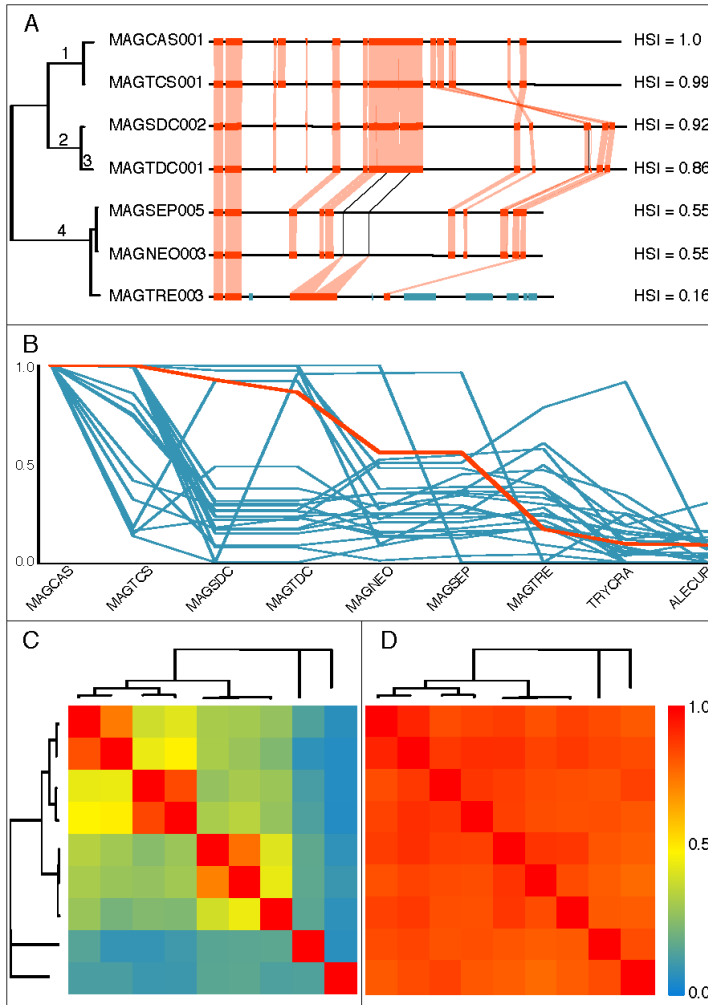 A
1
MAGCAS001 HSI = 1.0
MAGTCS001 HSI = 0.99
2
MAGSDC002 HSI = 0.92
3
MAGTDC001 HSI = 0.86
MAGSEP005 HSI = 0.55
4
MAGNEO003 HSI = 0.55
MAGTRE003 HSI = 0.16
B
1.0
0.5
0.0
MAGCAS MAGTCS MAGSDC MAGTDC MAGNEO MAGSEP MAGTRE TRYCRA ALECUP
C D
1.0
0.5
0.0